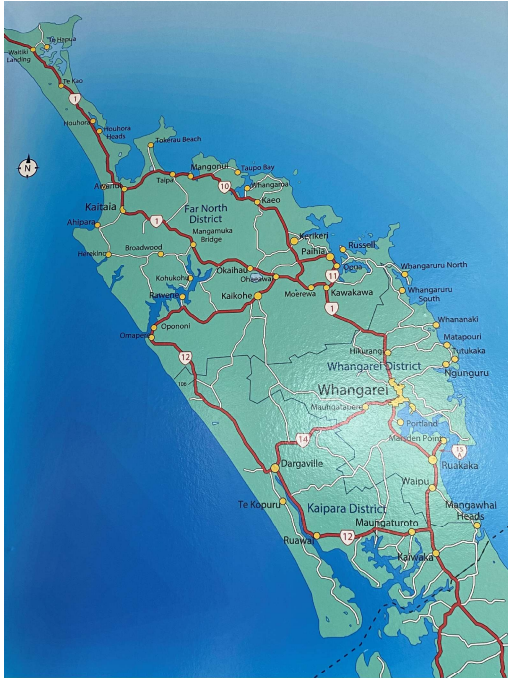 Te Hapua
Waitiki
Landing
Te Kao
1
Houhora
Houhora
Heads
N
Tokerau Beach
Mangonui
Taupo Bay
Taipa
Awanui
10
Whangaroa
Kaitaia
Kaeo
Far North
District
1
Ahipara
Mangamuka
Bridge
Kerikeri
Russell
Broadwood
Paihia
Herekino
Opua
Okaihau
Whangaruru North
Kohukohu
Ohaeawai
11
Rawene
Kaikohe
Moerewa
Kawakawa
Whangaruru
South
1
Opononi
Whananaki
Omapere
Matapouri
12
Hikurangi
Tutukaka
Whangarei District
Ngunguru
Whangarei
Maungatapere
Portland
14
Marsden Point
15
A
Dargaville
Ruakaka
Waipu
Te Kopuru
Kaipara District
Mangawhai
Heads
Maungaturoto
Ruawai
12
Kaiwaka